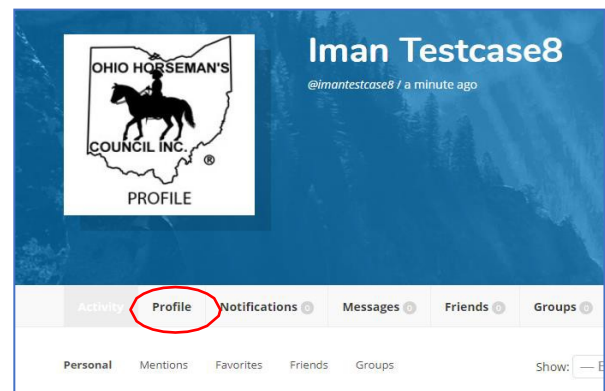 OHIO HORSEMAN'S
COUNCIL INC.
®
PROFILE
Iman Testcase8
@imantestcase8 / a minute ago
Activity Profile Notifications 0 Messages 0 Friends 0 Groups 0
Personal Mentions Favorites Friends Groups Show: —